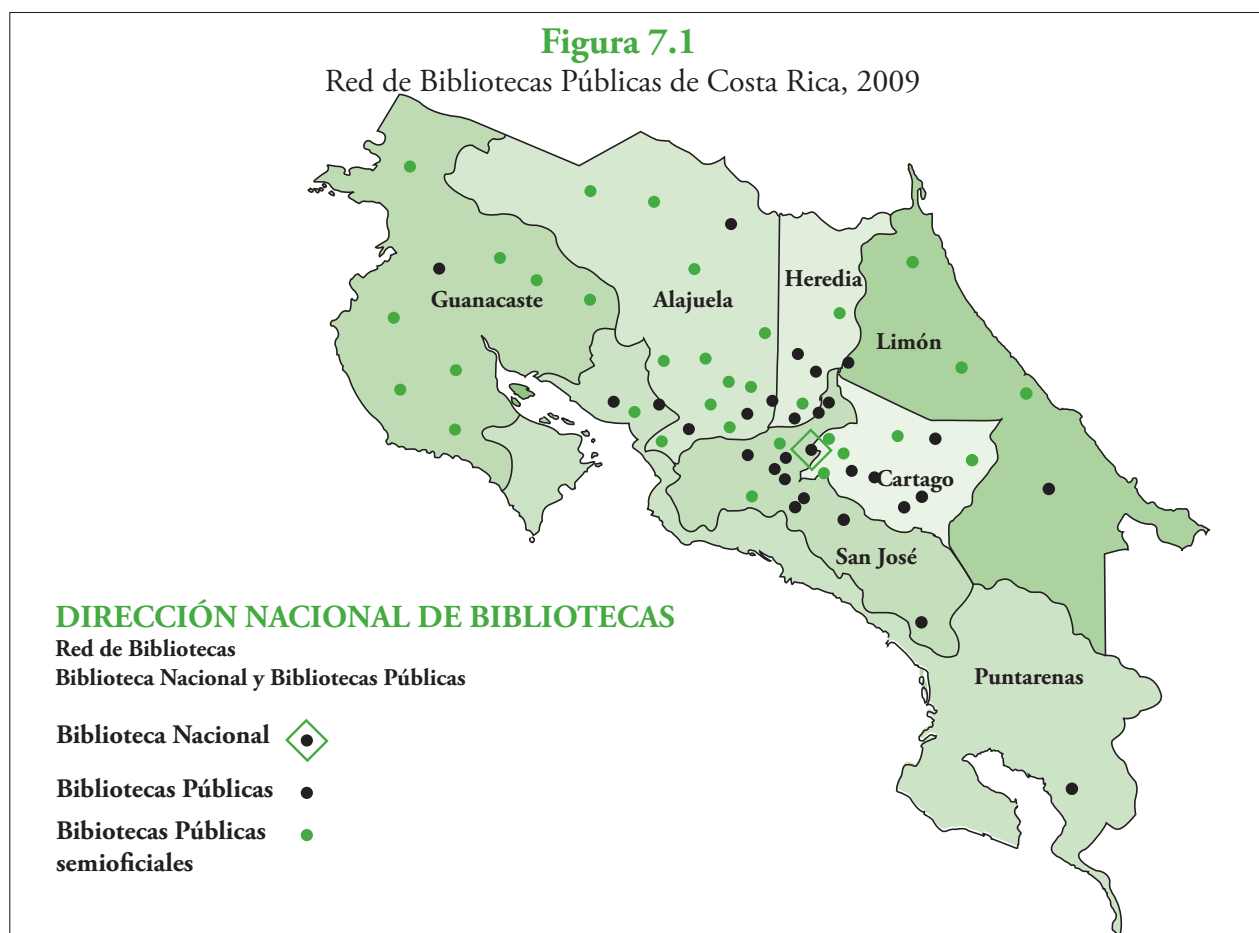 Figura 7.1
Red de Bibliotecas Públicas de Costa Rica, 2009
Heredia
Guanacaste
Alajuela
Limón
Cartago
San José
Puntarenas
DIRECCIÓN NACIONAL DE BIBLIOTECAS
Red de Bibliotecas
Biblioteca Nacional y Bibliotecas Públicas
Biblioteca Nacional
Bibliotecas Públicas
Bibiotecas Públicas
semioficiales